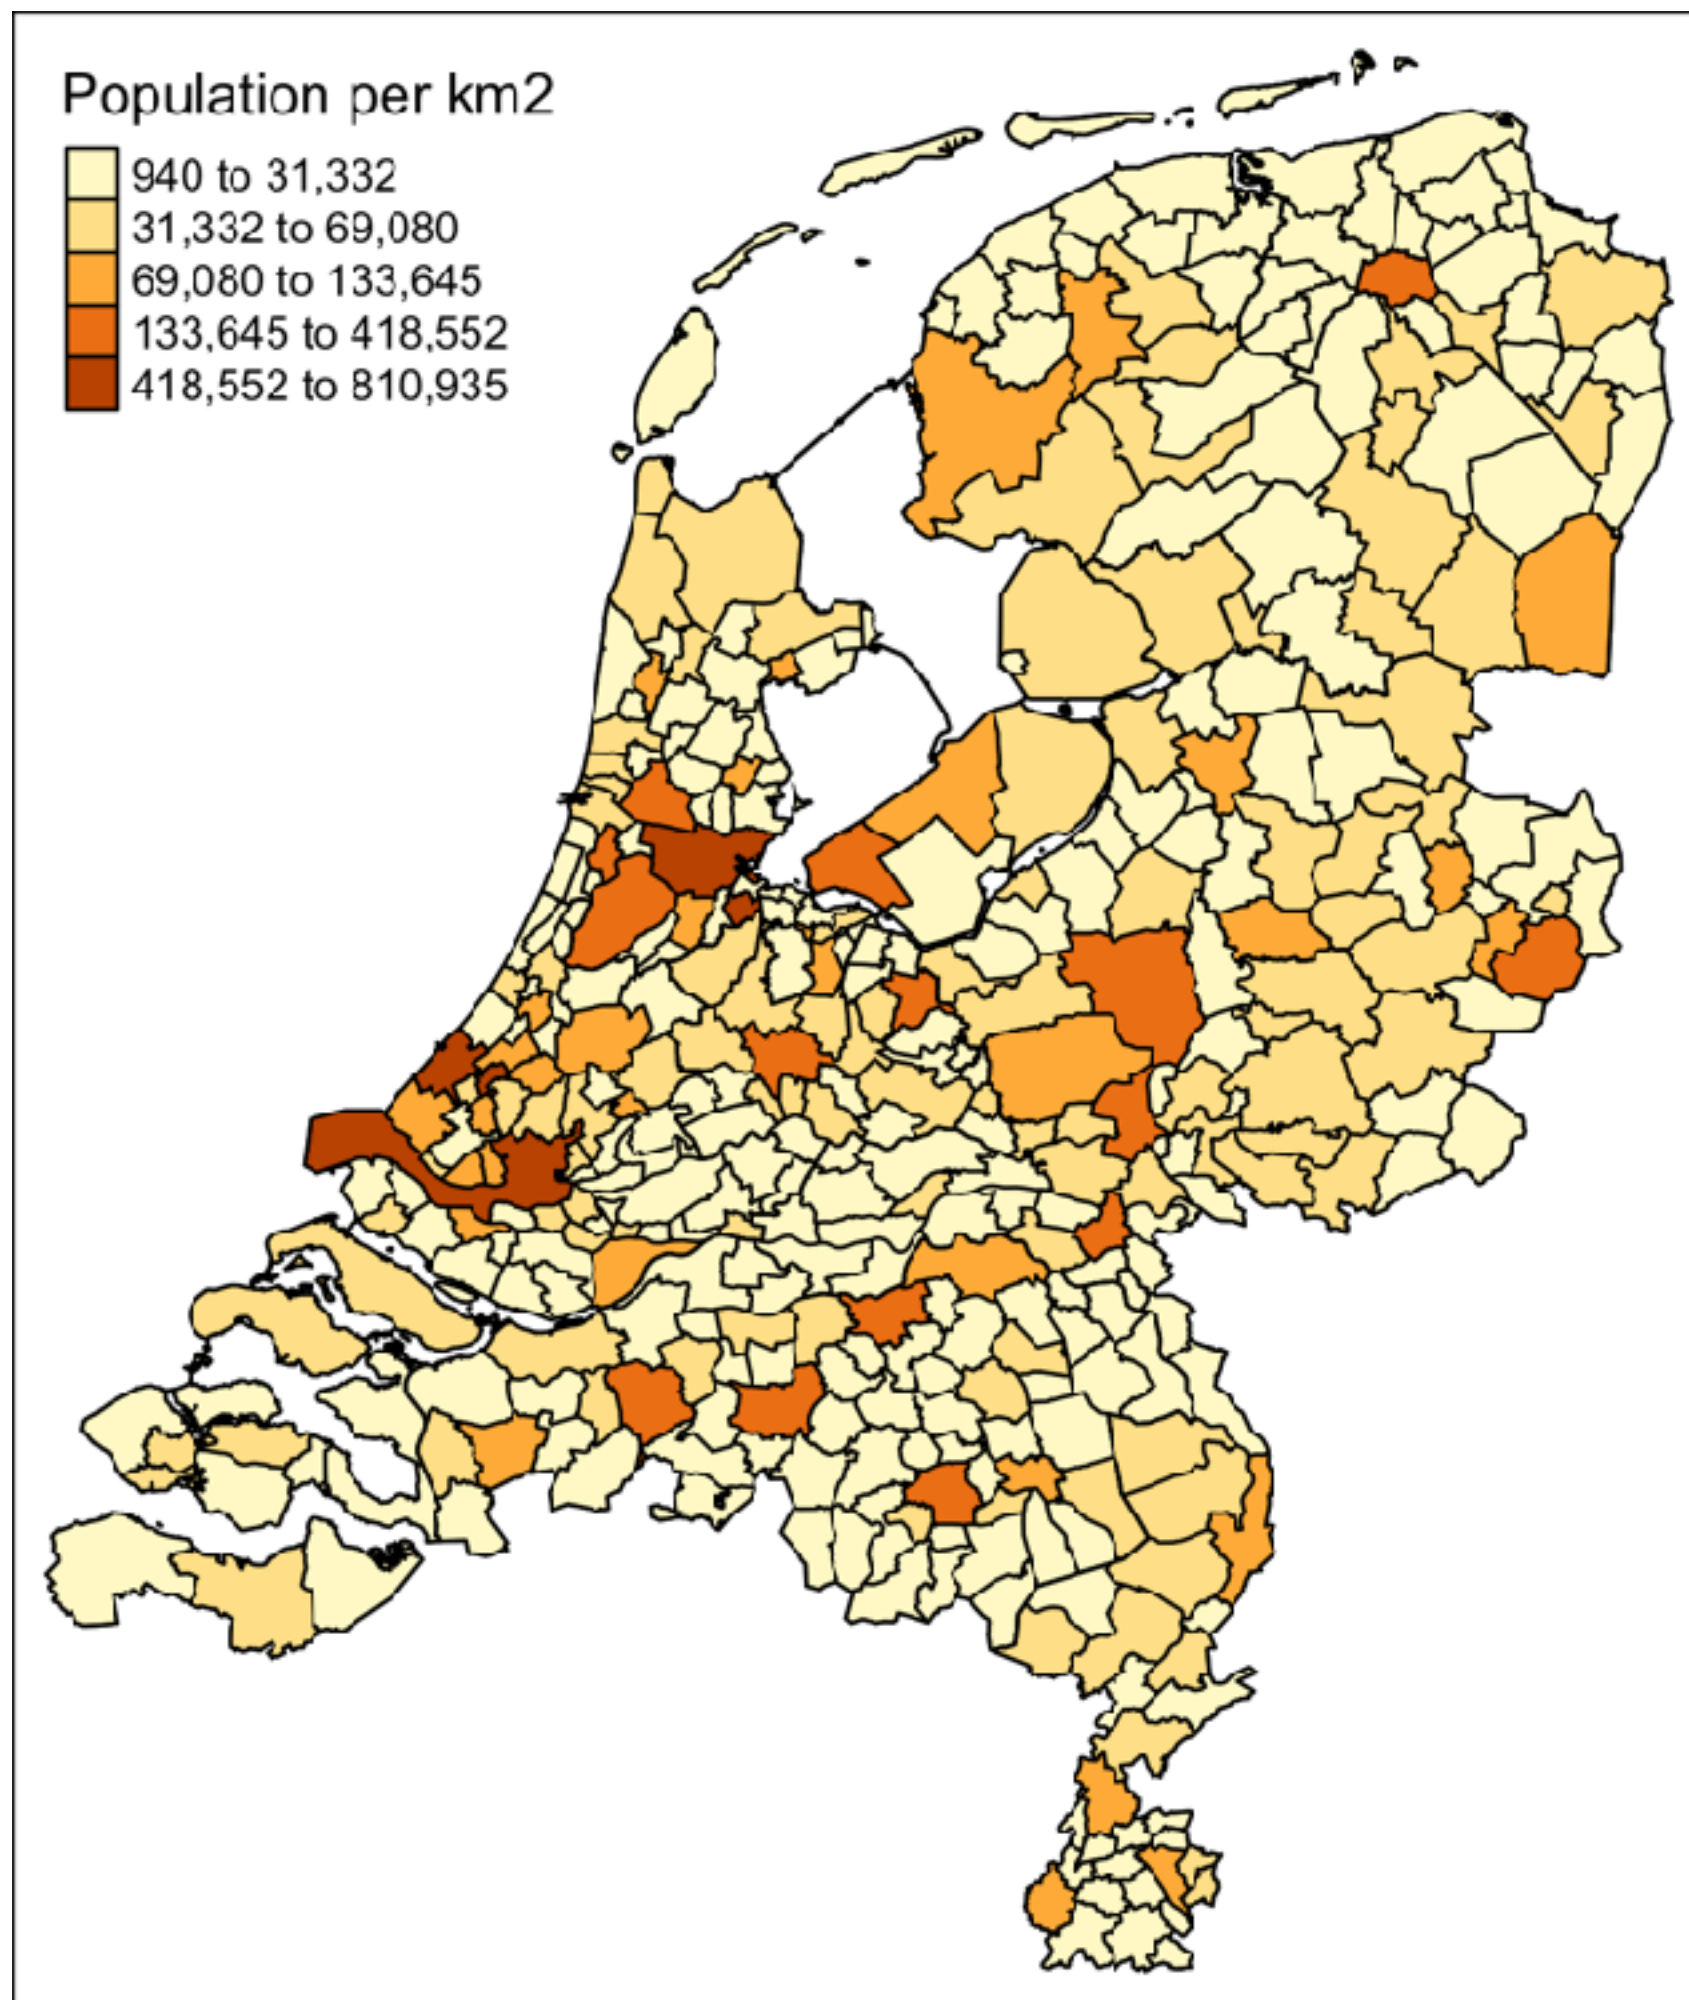 Population per km2
940 to 31,332
31,332 to 69,080
69,080 to 133,645
133,645 to 418,552
418,552 to 810,935